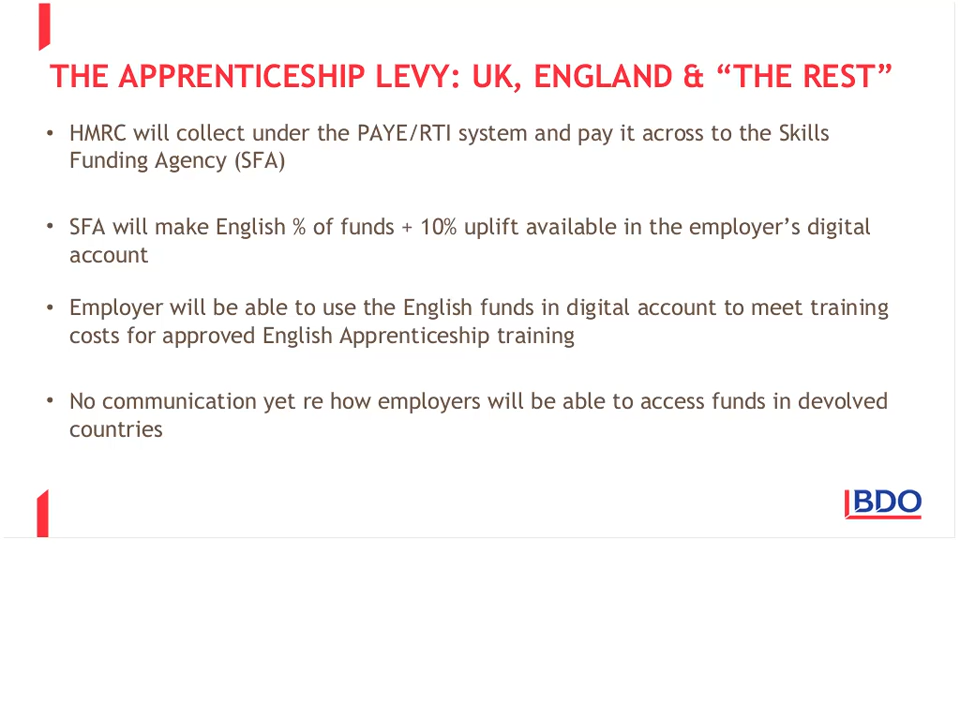 THE APPRENTICESHIP LEVY: UK, ENGLAND & “THE REST”
• HMRC will collect under the PAYE/RTI system and pay it across to the Skills
Funding Agency (SFA)
• SFA will make English % of funds + 10% uplift available in the employer’s digital
account
• Employer will be able to use the English funds in digital account to meet training
costs for approved English Apprenticeship training
• No communication yet re how employers will be able to access funds in devolved
countries
BDO